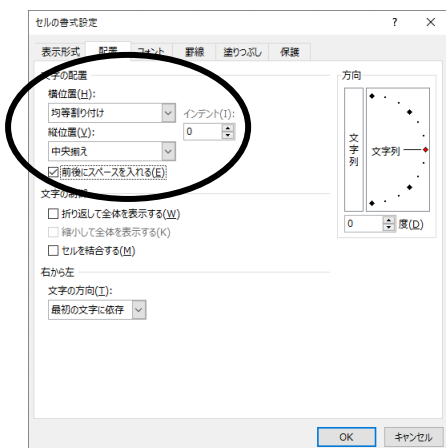 セルの書式設定 ? ×
表示形式 配置 フォント 罫線 塗りつぶし 保護
文字の配置
横位置(H):
均等割り付け
インデント(I):
縦位置(V):
0
中央揃え
前後にスペースを入れる(E)
文字の制御
折り返して全体を表示する(W)
縮小して全体を表示する(K)
セルを結合する(M)
右から左
文字の方向(T):
最初の文字に依存
方向
文字列
文字列
0 度(D)
OK キャンセル